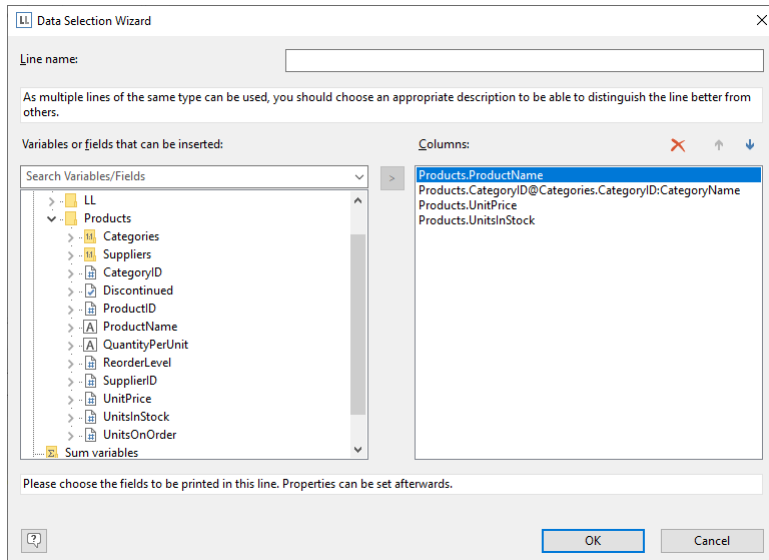 LL Data Selection Wizard
Line name:
As multiple lines of the same type can be used, you should choose an appropriate description to be able to distinguish the line better from
others.
Variables or fields that can be inserted:
Columns:
Search Variables/Fields
>
LL
Products
1:1 Categories
1:1 Suppliers
# CategoryID
Discontinued
# ProductID
A ProductName
A QuantityPerUnit
# ReorderLevel
# SupplierID
# UnitPrice
# UnitsInStock
# UnitsOnOrder
Σ Sum variables
Products.ProductName
Products.CategoryID@Categories.CategoryID:CategoryName
Products.UnitPrice
Products.UnitsInStock
Please choose the fields to be printed in this line. Properties can be set afterwards.
?
OK
Cancel